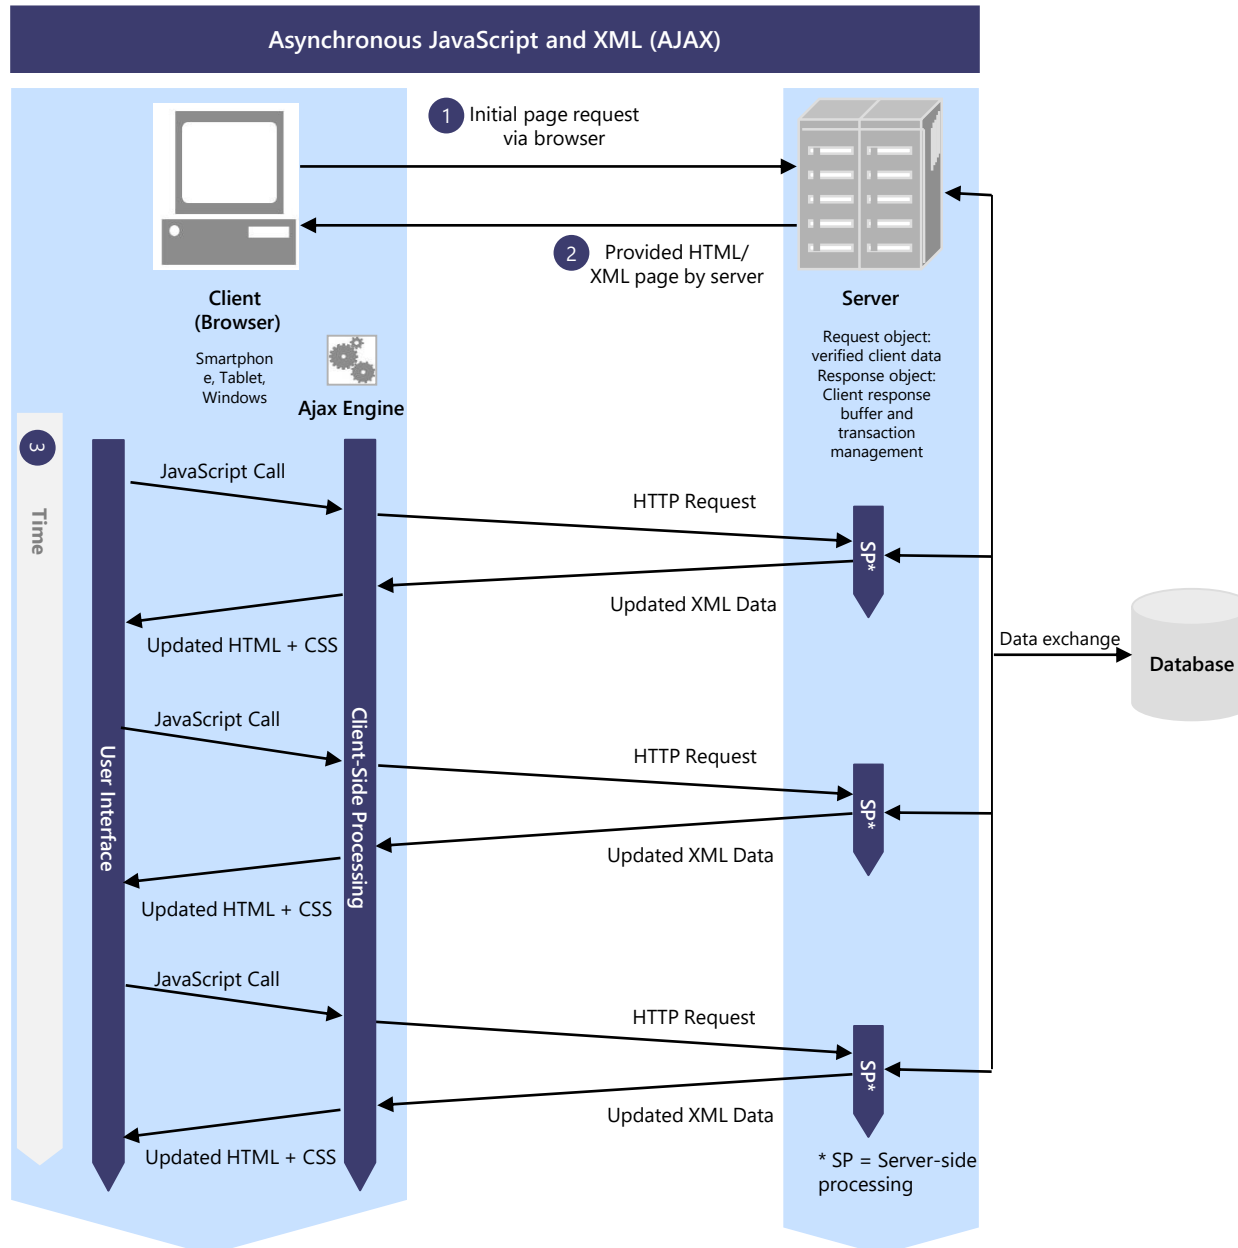 Asynchronous JavaScript and XML (AJAX)
1
Initial page request
via browser
2
Provided HTML/
XML page by server
Client
(Browser)
Smartphon
e, Tablet,
Windows
Ajax Engine
Server
Request object:
verified client data
Response object:
Client response
buffer and
transaction
management
3
Time
JavaScript Call
HTTP Request
SP*
Updated XML Data
Updated HTML + CSS
Data exchange
Database
User Interface
Client-Side Processing
JavaScript Call
HTTP Request
SP*
Updated XML Data
Updated HTML + CSS
JavaScript Call
HTTP Request
SP*
Updated XML Data
Updated HTML + CSS
* SP = Server-side
processing